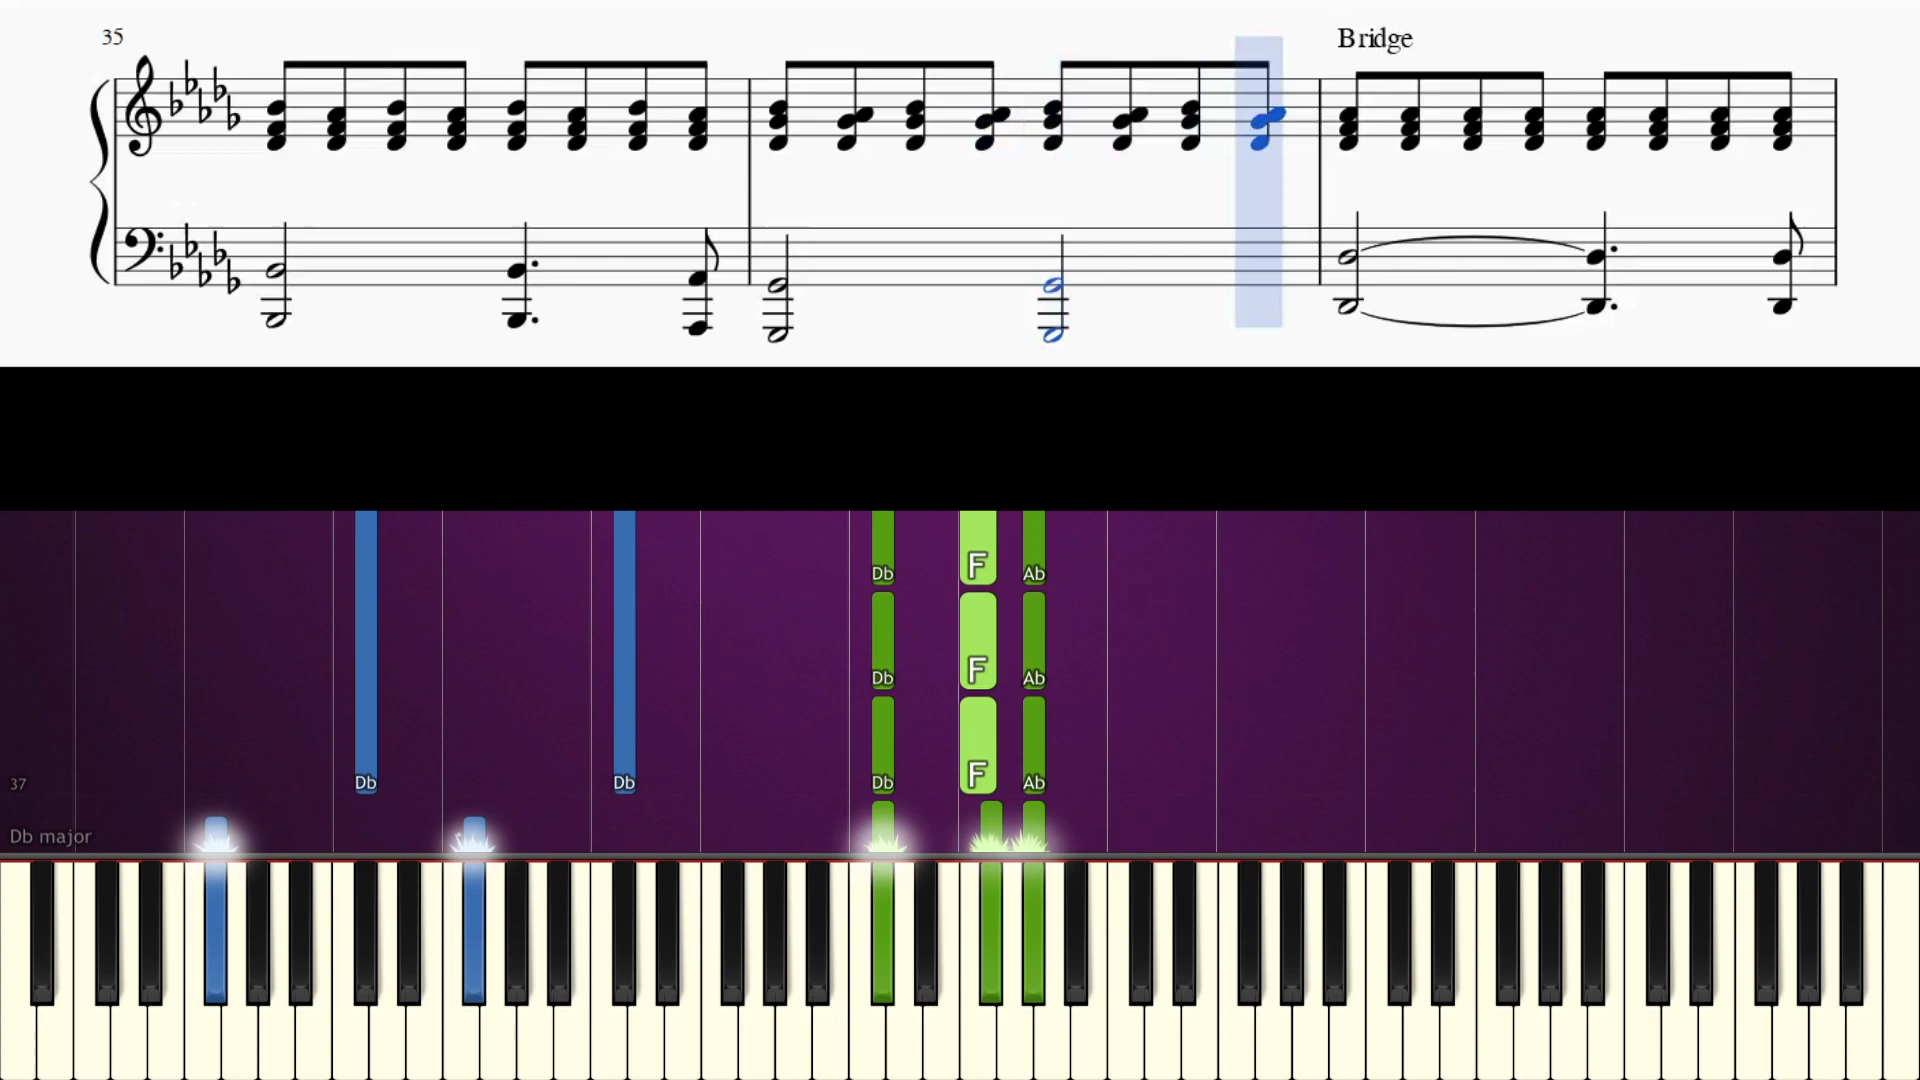 35
Bridge
Db F Ab
Db F Ab
Db Db Db F Ab
37
Db major